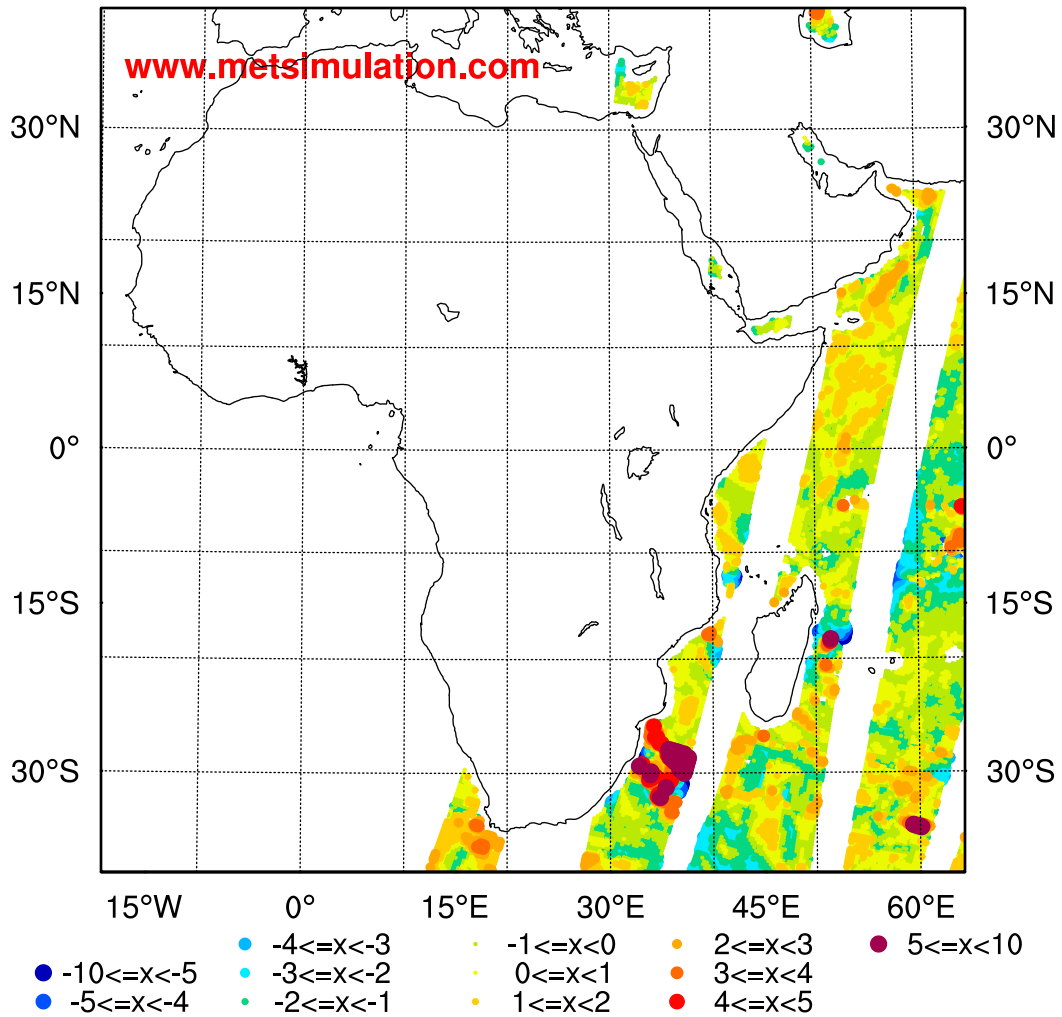 www.metsimulation.com
30°N 30°N
15°N 15°N
0° 0°
15°S 15°S
30°S 30°S
15°W 0° 15°E 30°E 45°E 60°E
-4<=x<-3 -1<=x<0 2<=x<3 5<=x<10
-10<=x<-5 -3<=x<-2 0<=x<1 3<=x<4
-5<=x<-4 -2<=x<-1 1<=x<2 4<=x<5